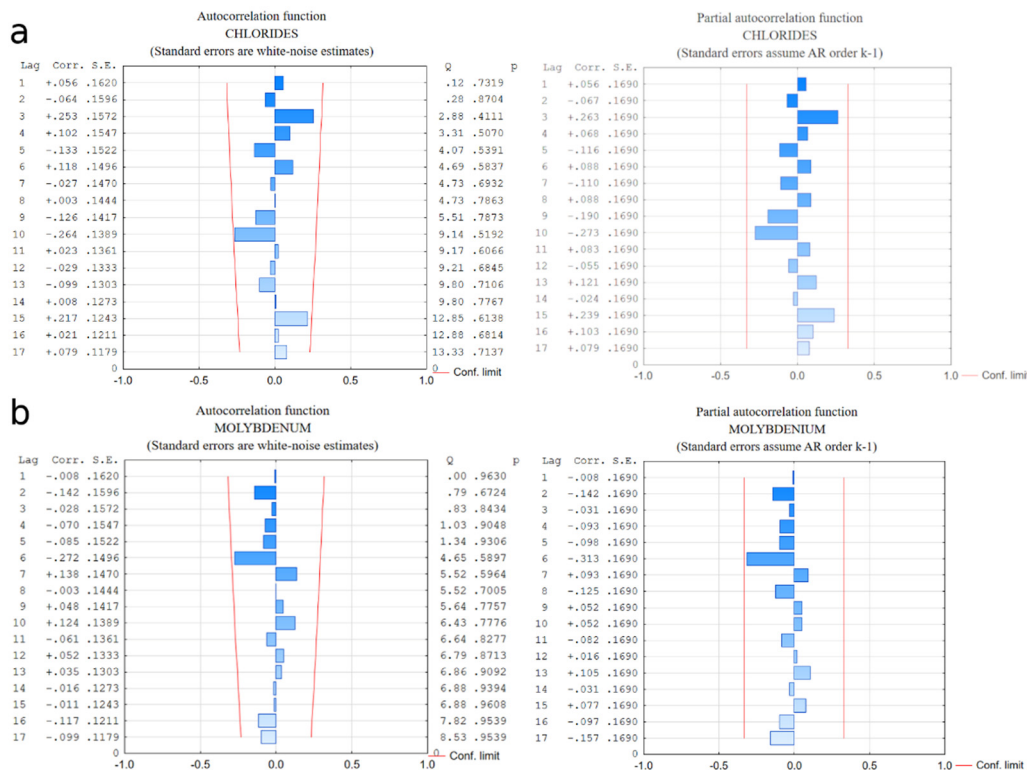 a
Autocorrelation function
CHLORIDES
(Standard errors are white-noise estimates)
Lag Corr. S.E. Q p
1 +.056 .1620 .12 .7319
2 -.064 .1596 .28 .8704
3 +.253 .1572 2.88 .4111
4 +.102 .1547 3.31 .5070
5 -.133 .1522 4.07 .5391
6 +.118 .1496 4.69 .5837
7 -.027 .1470 4.73 .6932
8 +.003 .1444 4.73 .7863
9 -.126 .1417 5.51 .7873
10 -.264 .1389 9.14 .5192
11 +.023 .1361 9.17 .6066
12 -.029 .1333 9.21 .6845
13 -.099 .1303 9.80 .7106
14 +.008 .1273 9.80 .7767
15 +.217 .1243 12.85 .6138
16 +.021 .1211 12.88 .6814
17 +.079 .1179 13.33 .7137
0 0
-1.0 -0.5 0.0 0.5 1.0
Conf. limit
Partial autocorrelation function
CHLORIDES
(Standard errors assume AR order k-1)
Lag Corr. S.E.
1 +.056 .1690
2 -.067 .1690
3 +.263 .1690
4 +.068 .1690
5 -.116 .1690
6 +.088 .1690
7 -.110 .1690
8 +.088 .1690
9 -.190 .1690
10 -.273 .1690
11 +.083 .1690
12 -.055 .1690
13 +.121 .1690
14 -.024 .1690
15 +.239 .1690
16 +.103 .1690
17 +.079 .1690
0
-1.0 -0.5 0.0 0.5 1.0
Conf. limit
b
Autocorrelation function
MOLYBDENUM
(Standard errors are white-noise estimates)
Lag Corr. S.E. Q p
1 -.008 .1620 .00 .9630
2 -.142 .1596 .79 .6724
3 -.028 .1572 .83 .8434
4 -.070 .1547 1.03 .9048
5 -.085 .1522 1.34 .9306
6 -.272 .1496 4.65 .5897
7 +.138 .1470 5.52 .5964
8 -.003 .1444 5.52 .7005
9 +.048 .1417 5.64 .7757
10 +.124 .1389 6.43 .7776
11 -.061 .1361 6.64 .8277
12 +.052 .1333 6.79 .8713
13 +.035 .1303 6.86 .9092
14 -.016 .1273 6.88 .9394
15 -.011 .1243 6.88 .9608
16 -.117 .1211 7.82 .9539
17 -.099 .1179 8.53 .9539
0 0
-1.0 -0.5 0.0 0.5 1.0
Conf. limit
Partial autocorrelation function
MOLYBDENIUM
(Standard errors assume AR order k-1)
Lag Corr. S.E.
1 -.008 .1690
2 -.142 .1690
3 -.031 .1690
4 -.093 .1690
5 -.098 .1690
6 -.313 .1690
7 +.093 .1690
8 -.125 .1690
9 +.052 .1690
10 +.052 .1690
11 -.082 .1690
12 +.016 .1690
13 +.105 .1690
14 -.031 .1690
15 +.077 .1690
16 -.097 .1690
17 -.157 .1690
0
-1.0 -0.5 0.0 0.5 1.0
Conf. limit